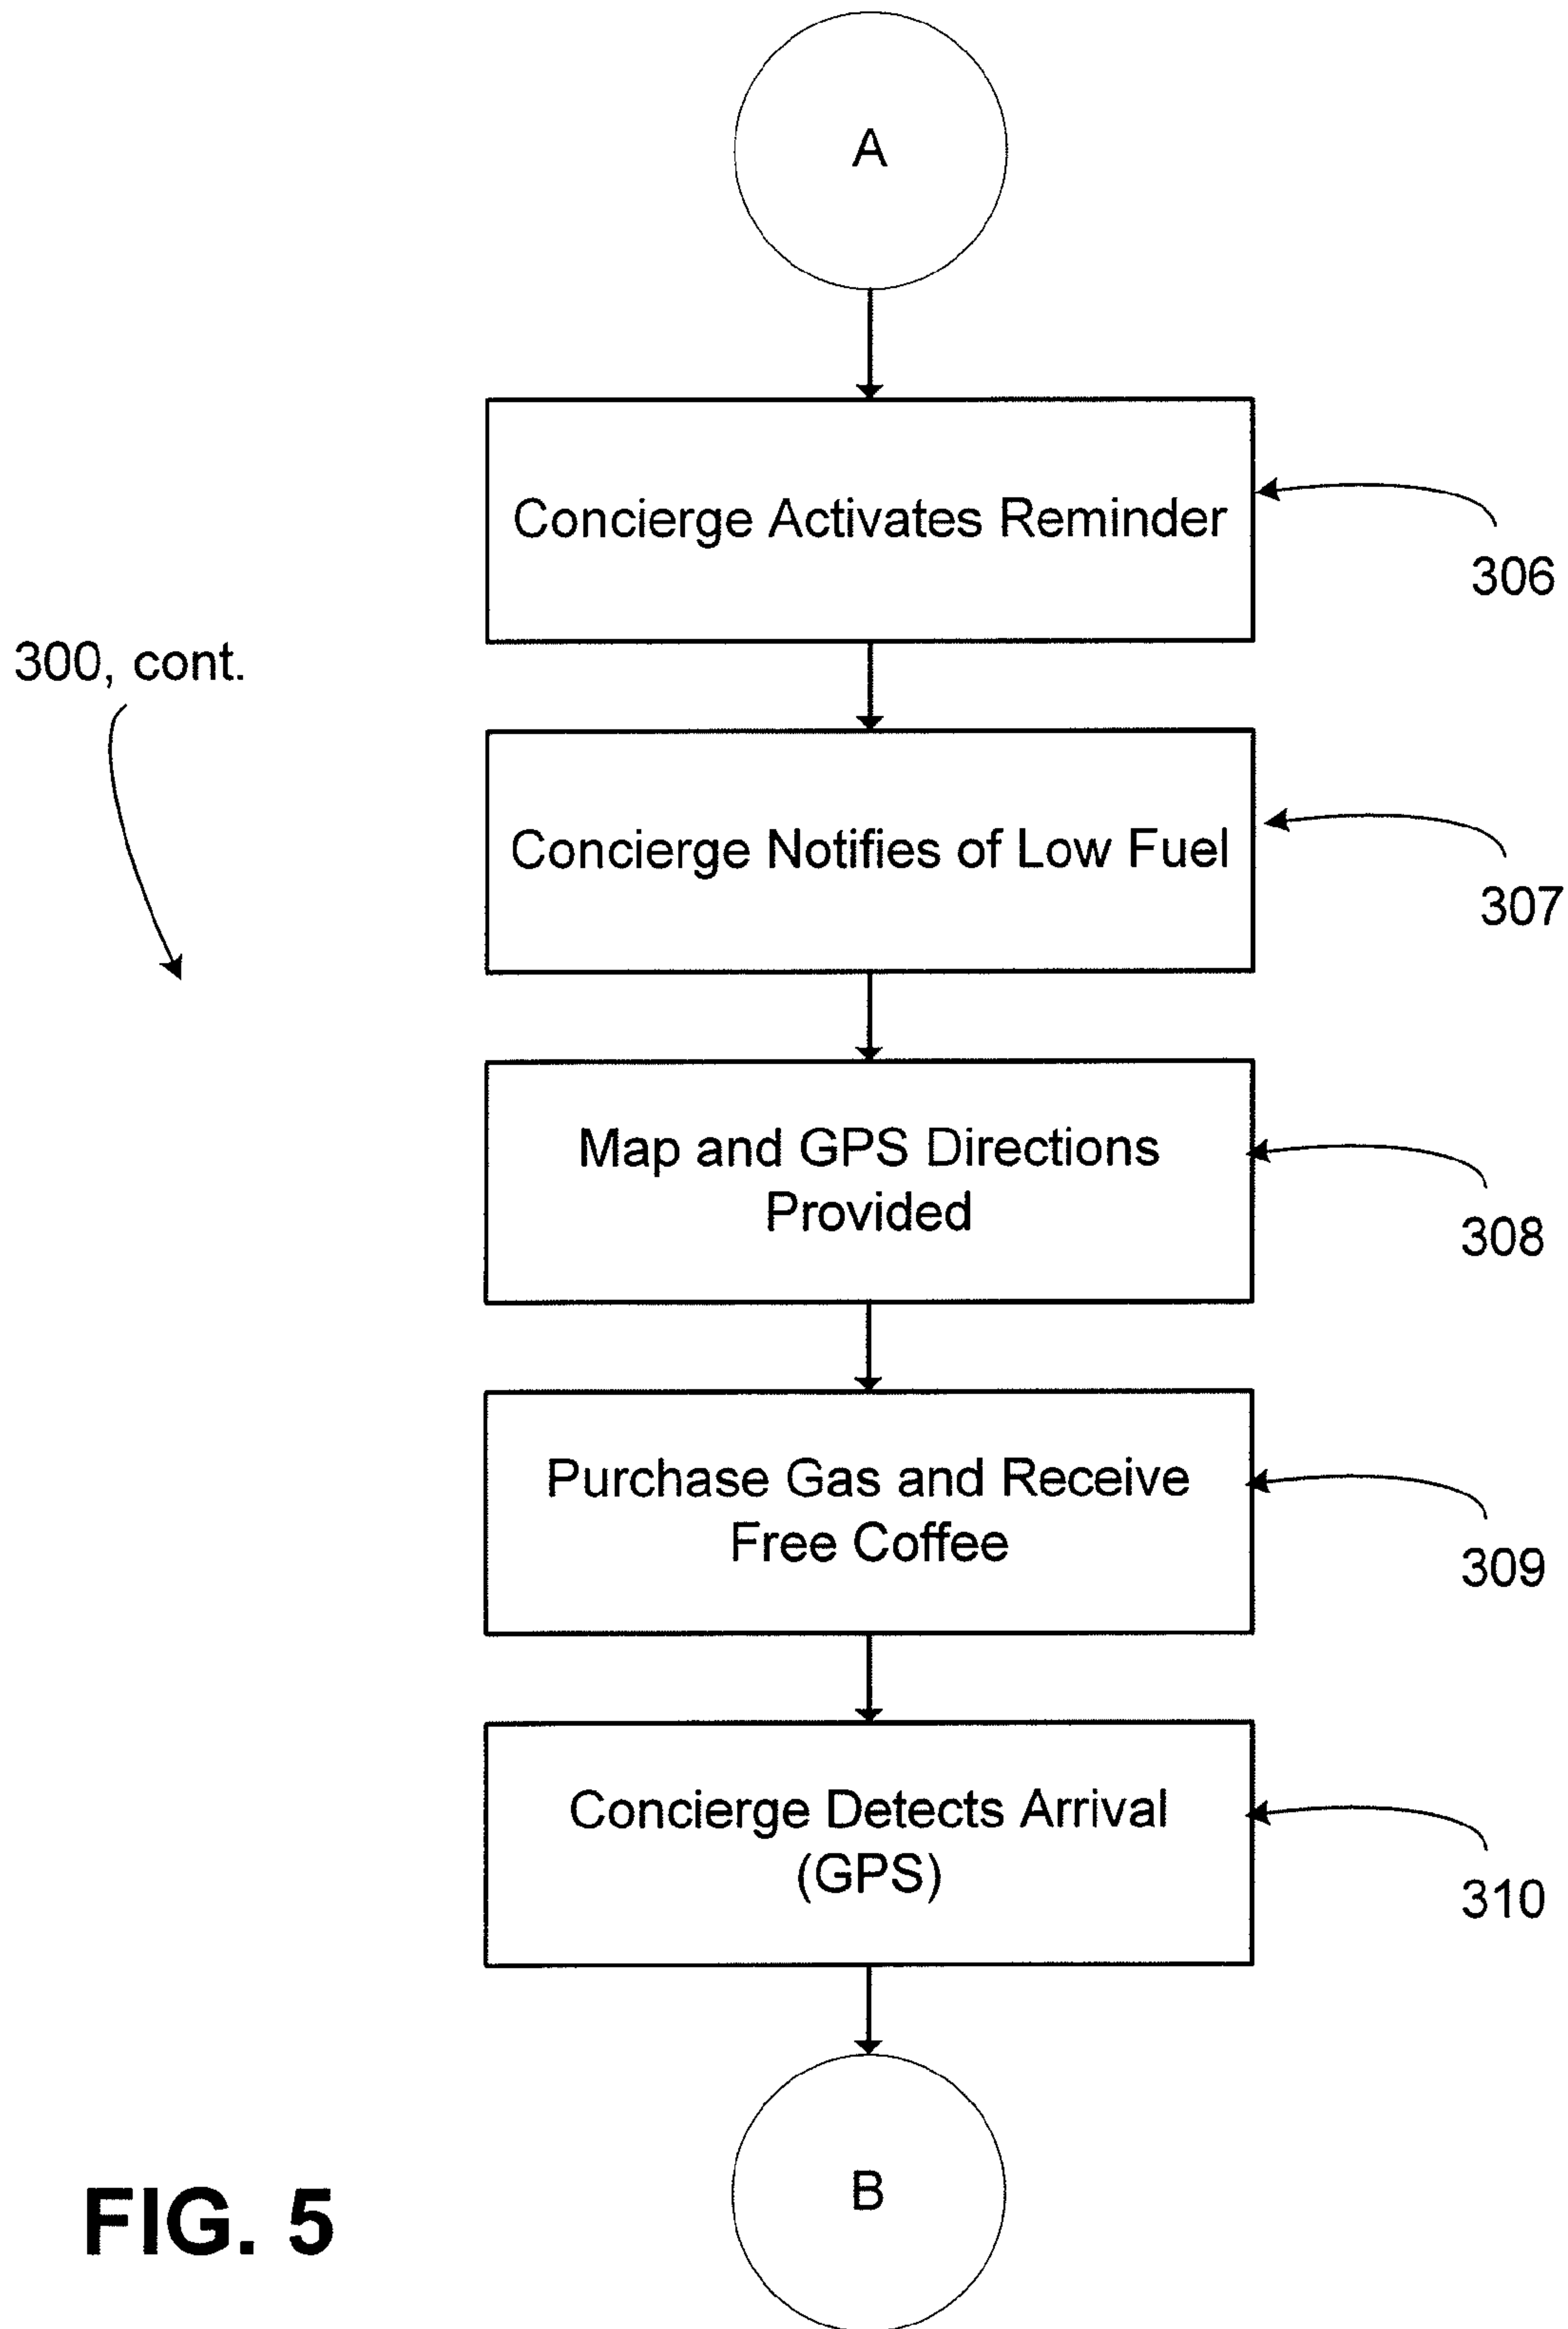 A
Concierge Activates Reminder
306
300, cont.
Concierge Notifies of Low Fuel
307
Map and GPS Directions
Provided
308
Purchase Gas and Receive
Free Coffee
309
Concierge Detects Arrival
(GPS)
310
B
FIG. 5